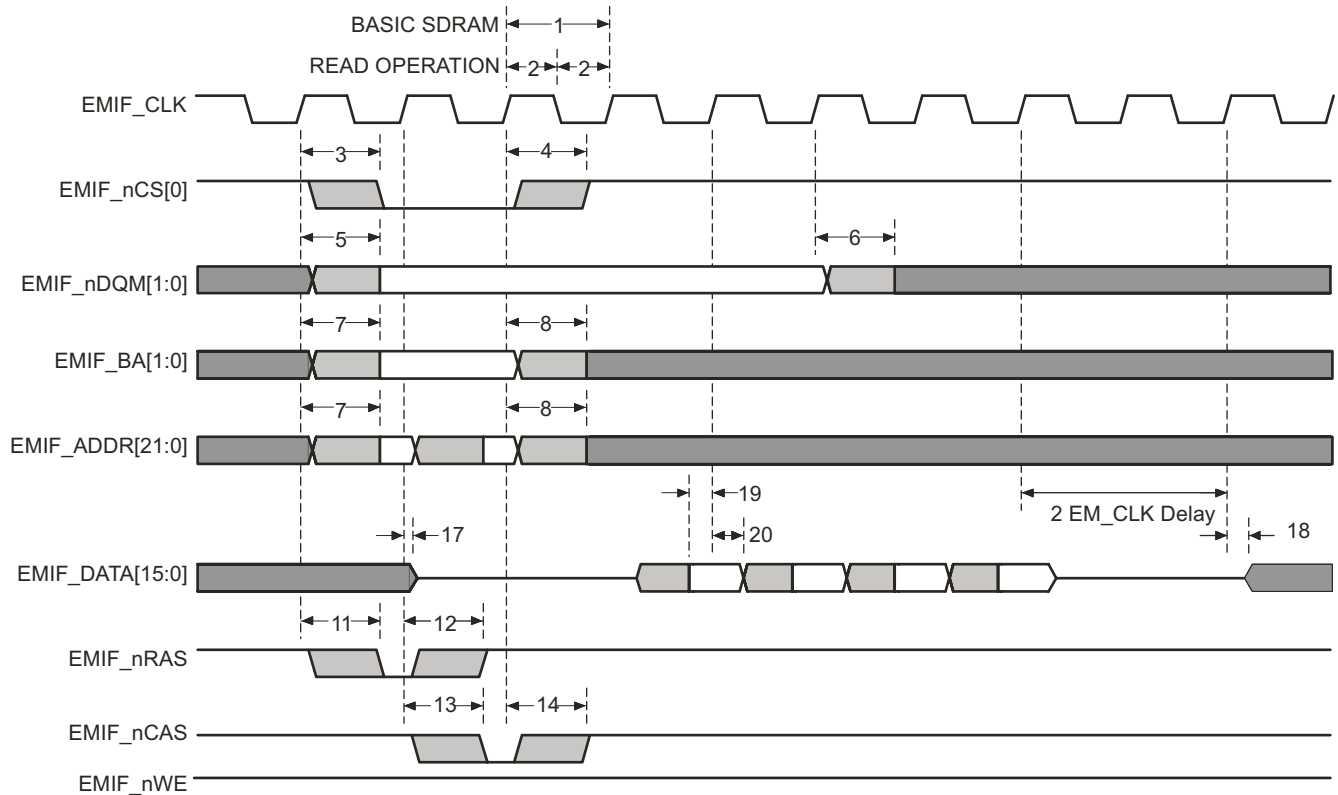 BASIC SDRAM 1
READ OPERATION 2 2
EMIF_CLK
3 4
EMIF_nCS[0]
5 6
EMIF_nDQM[1:0]
7 8
EMIF_BA[1:0]
7 8
EMIF_ADDR[21:0]
19
2 EM_CLK Delay
17 20 18
EMIF_DATA[15:0]
11 12
EMIF_nRAS
13 14
EMIF_nCAS
EMIF_nWE